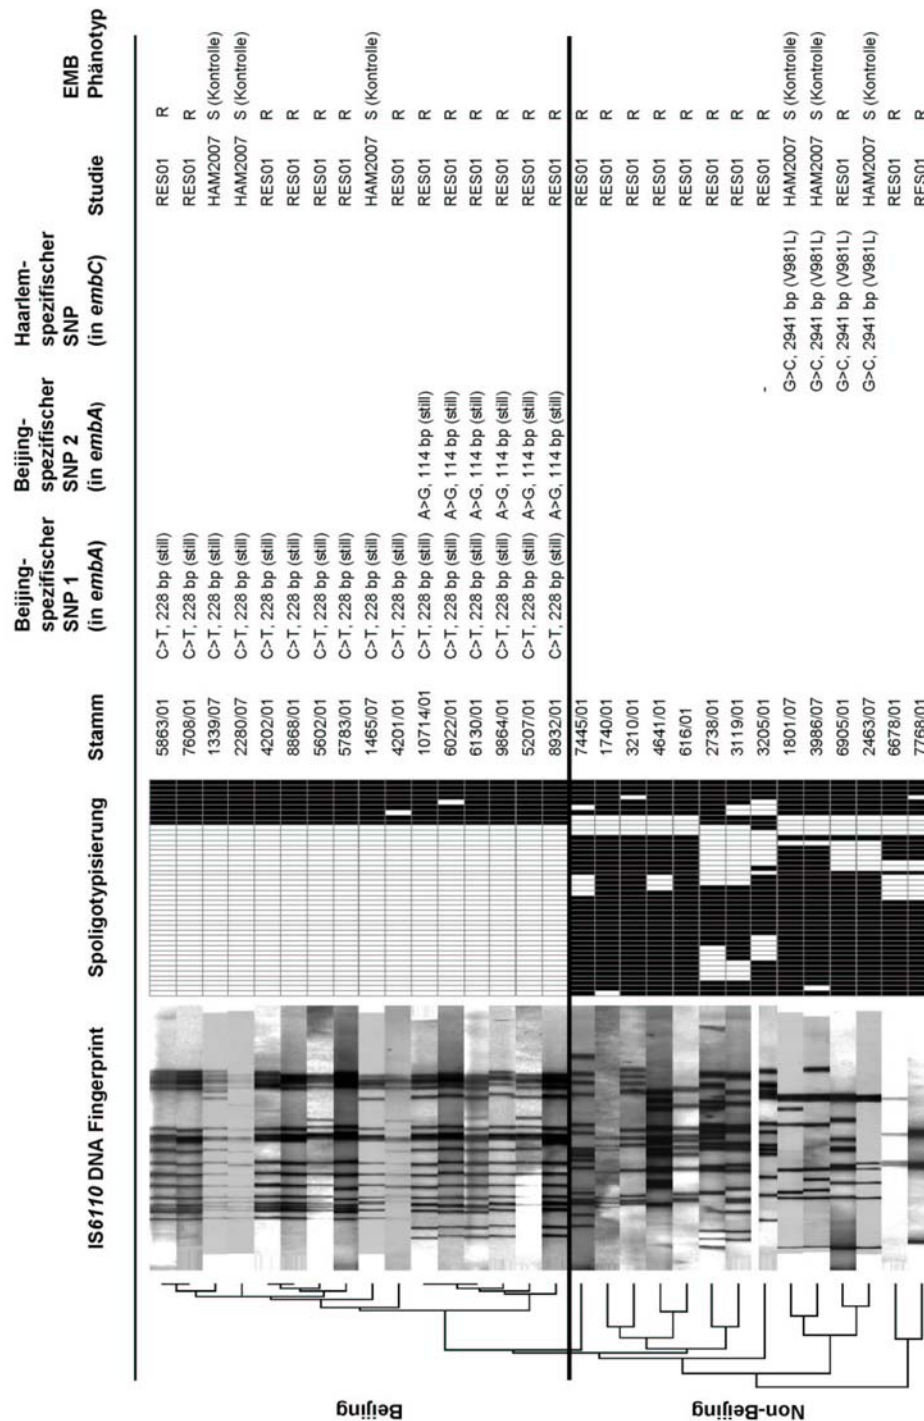 IS6110 DNA Fingerprint
Spoligotypisierung
Stamm
Beijing-
spezifischer
SNP 1
(in embA)
Beijing-
spezifischer
SNP 2
(in embA)
Haarlem-
spezifischer
SNP
(in embC)
Studie
EMB
Phänotyp
Beijing
5863/01 C>T, 228 bp (still) RES01 R
7608/01 C>T, 228 bp (still) RES01 R
1339/07 C>T, 228 bp (still) HAM2007 S (Kontrolle)
2280/07 C>T, 228 bp (still) HAM2007 S (Kontrolle)
4202/01 C>T, 228 bp (still) RES01 R
8868/01 C>T, 228 bp (still) RES01 R
5602/01 C>T, 228 bp (still) RES01 R
5783/01 C>T, 228 bp (still) RES01 R
1465/07 C>T, 228 bp (still) HAM2007 S (Kontrolle)
4201/01 C>T, 228 bp (still) RES01 R
10714/01 C>T, 228 bp (still) A>G, 114 bp (still) RES01 R
6022/01 C>T, 228 bp (still) A>G, 114 bp (still) RES01 R
6130/01 C>T, 228 bp (still) A>G, 114 bp (still) RES01 R
9864/01 C>T, 228 bp (still) A>G, 114 bp (still) RES01 R
5207/01 C>T, 228 bp (still) A>G, 114 bp (still) RES01 R
8932/01 C>T, 228 bp (still) A>G, 114 bp (still) RES01 R
Non-Beijing
7445/01 RES01 R
1740/01 RES01 R
3210/01 RES01 R
4641/01 RES01 R
616/01 RES01 R
2738/01 RES01 R
3119/01 RES01 R
3205/01 - RES01 R
1801/07 G>C, 2941 bp (V981L) HAM2007 S (Kontrolle)
3986/07 G>C, 2941 bp (V981L) HAM2007 S (Kontrolle)
6905/01 G>C, 2941 bp (V981L) RES01 R
2463/07 G>C, 2941 bp (V981L) HAM2007 S (Kontrolle)
6678/01 RES01 R
7768/01 RES01 R